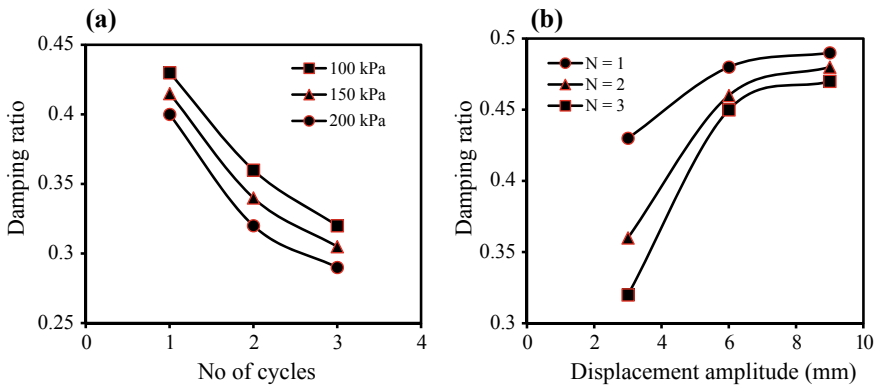 (a)
0.45
0.4
0.35
0.3
0.25
Damping ratio
100 kPa
150 kPa
200 kPa
0 1 2 3 4
No of cycles
(b)
0.5
0.45
0.4
0.35
0.3
Damping ratio
N = 1
N = 2
N = 3
0 2 4 6 8 10
Displacement amplitude (mm)